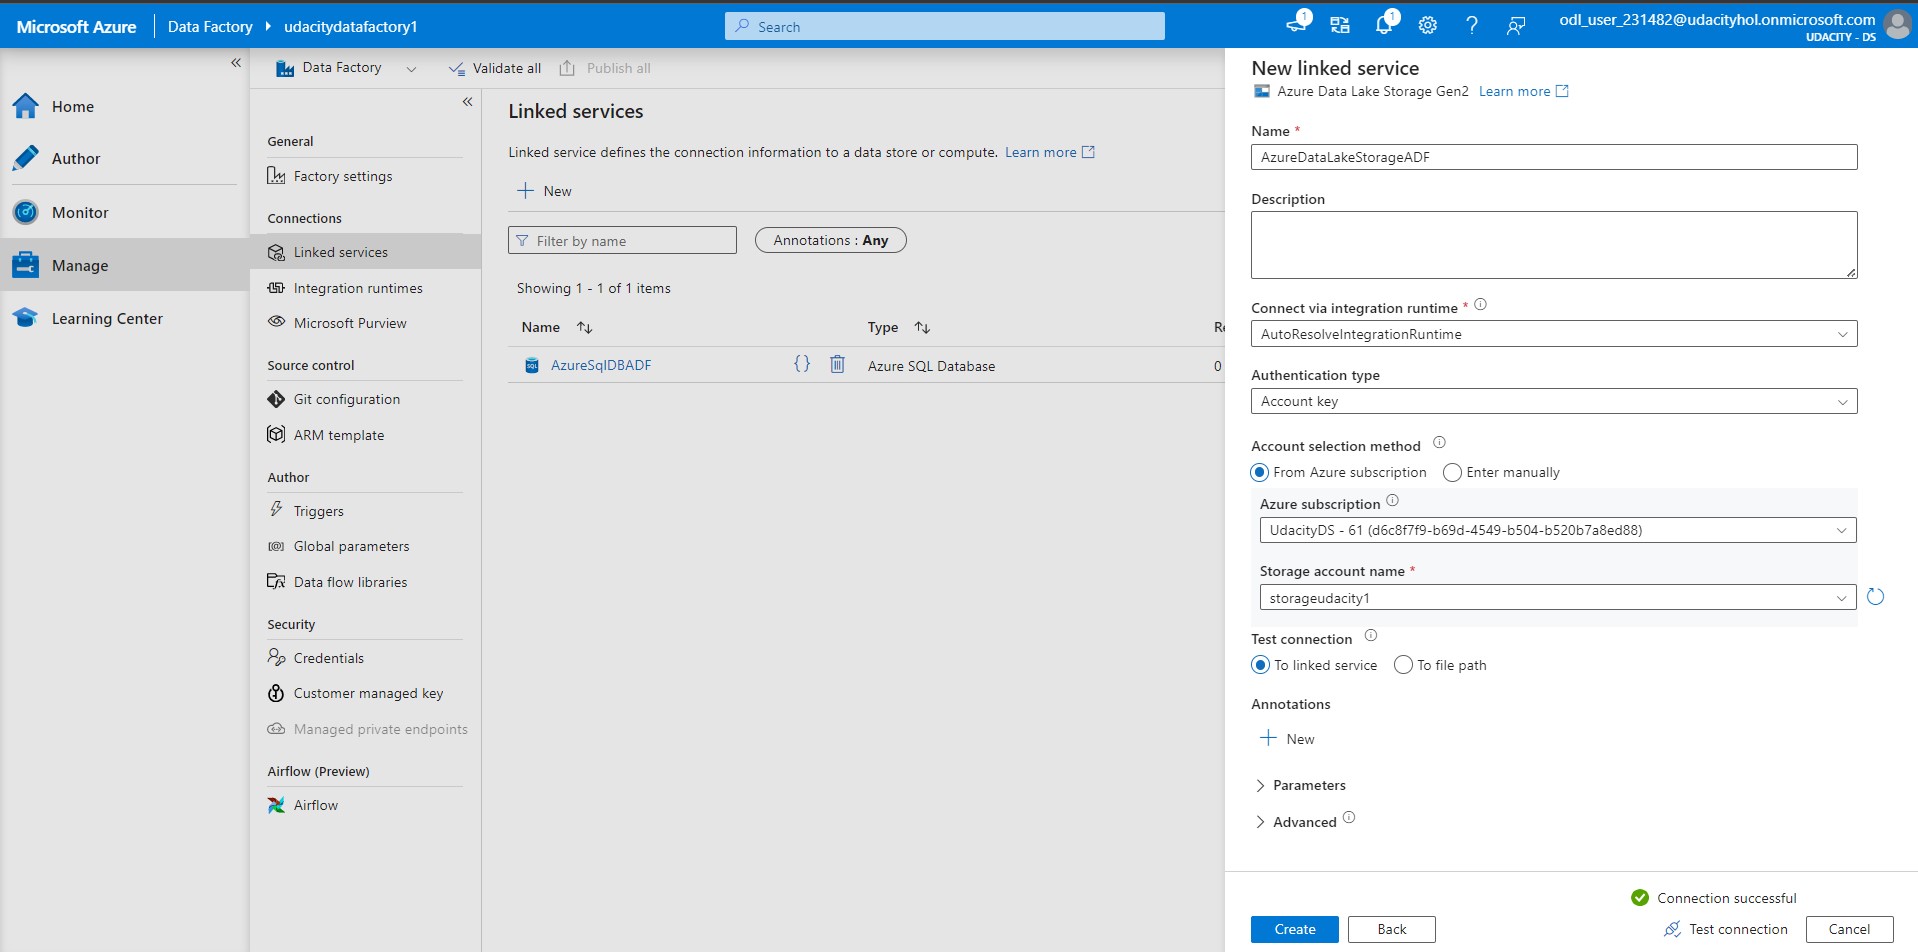 Microsoft Azure
Data Factory
udacitydatafactory1
Search
1
1
odl_user_231482@udacityhol.onmicrosoft.com
UDACITY - DS
Home
Author
Monitor
Manage
Learning Center
Data Factory
Validate all
Publish all
General
Factory settings
Connections
Linked services
Integration runtimes
Microsoft Purview
Source control
Git configuration
ARM template
Author
Triggers
Global parameters
Data flow libraries
Security
Credentials
Customer managed key
Managed private endpoints
Airflow (Preview)
Airflow
Linked services
Linked service defines the connection information to a data store or compute. Learn more
New
Filter by name
Annotations : Any
Showing 1 - 1 of 1 items
Name Type Re
AzureSqlDBADF {} Azure SQL Database 0
New linked service
Azure Data Lake Storage Gen2 Learn more
Name *
AzureDataLakeStorageADF
Description
Connect via integration runtime *
AutoResolveIntegrationRuntime
Authentication type
Account key
Account selection method
From Azure subscription Enter manually
Azure subscription
UdacityDS - 61 (d6c8f7f9-b69d-4549-b504-b520b7a8ed88)
Storage account name *
storageudacity1
Test connection
To linked service To file path
Annotations
New
Parameters
Advanced
Connection successful
Create Back Test connection Cancel